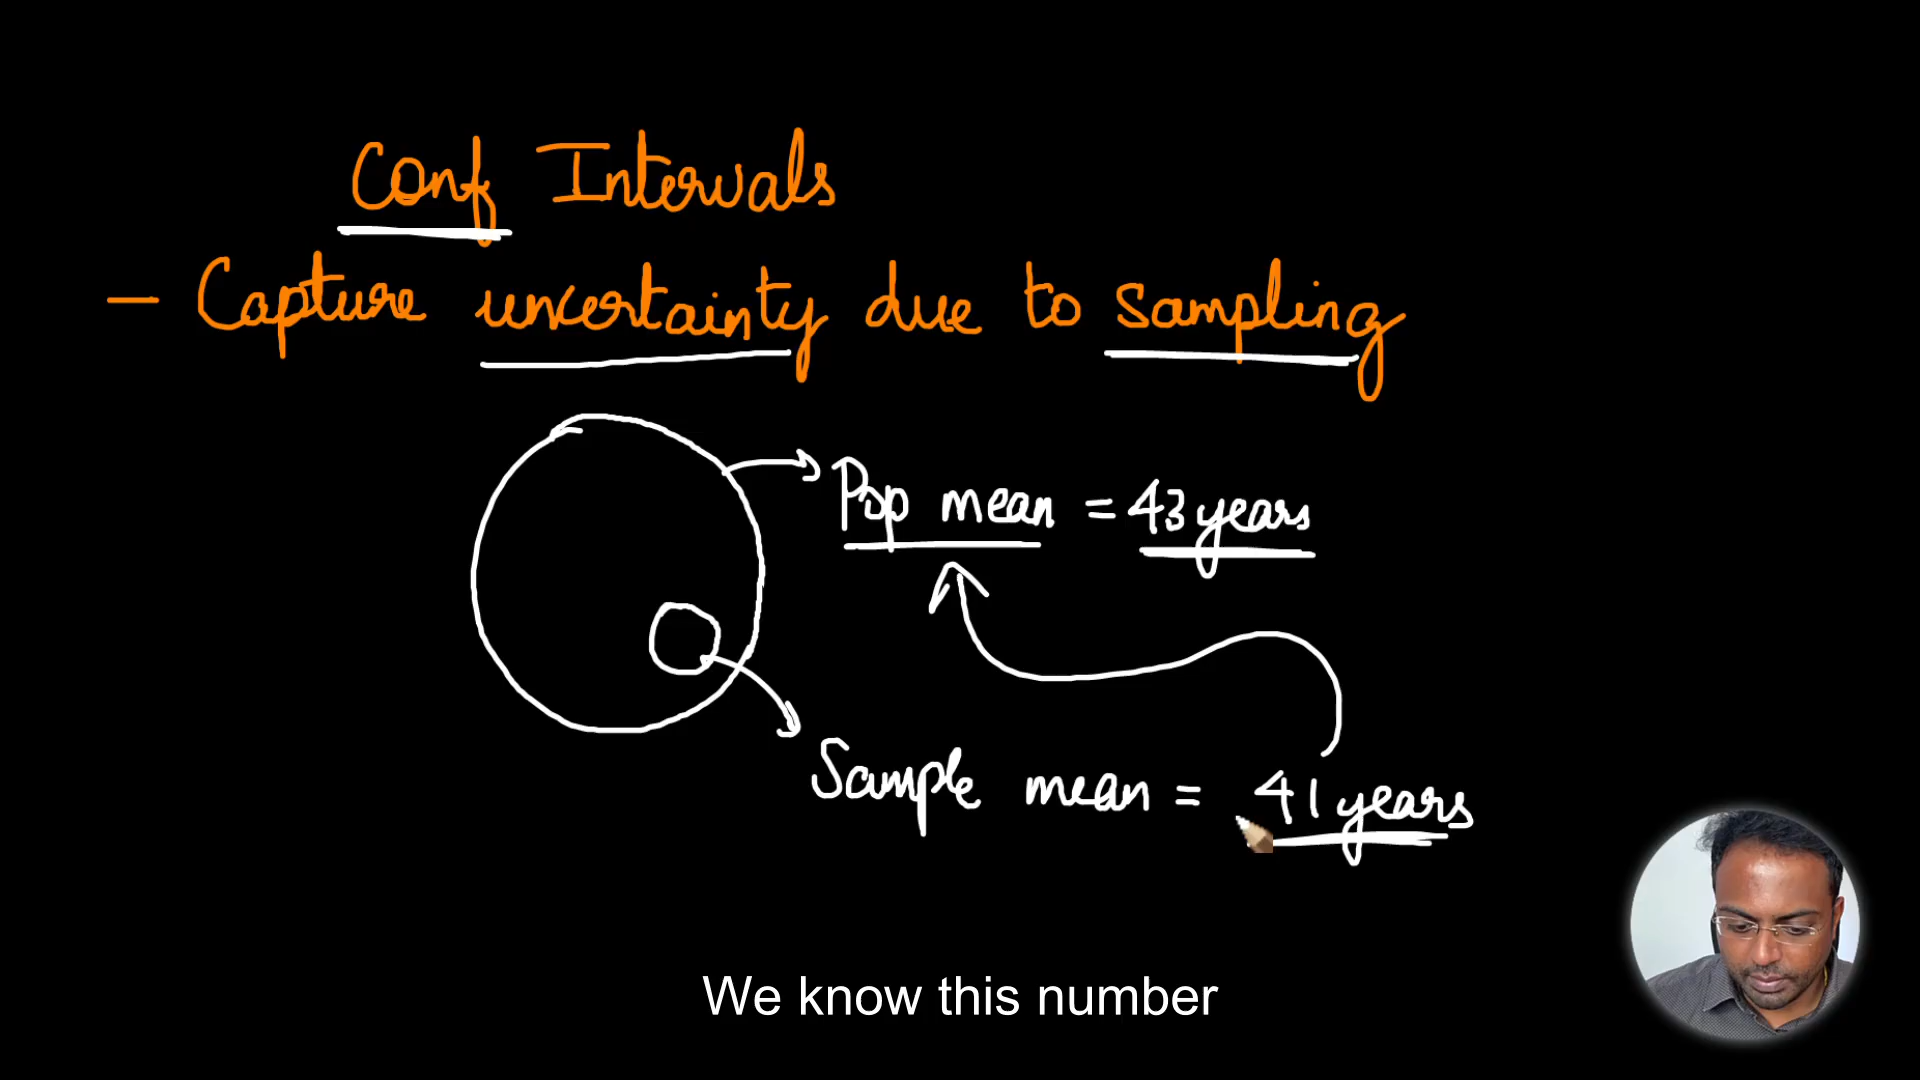 Conf Intervals
- Capture uncertainty due to sampling
Pop mean = 43 years
Sample mean = 41 years
We know this number